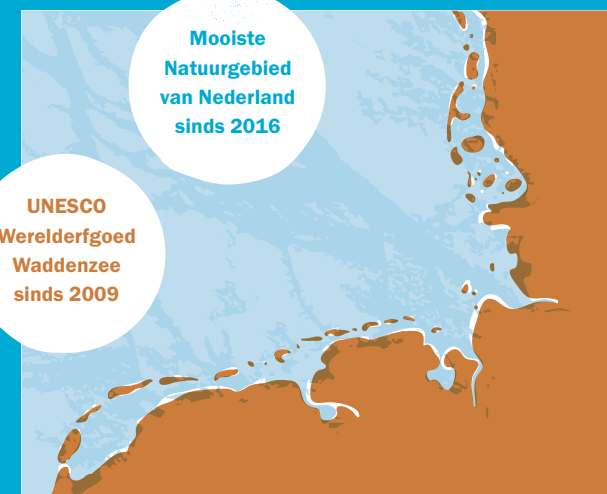 Mooiste
Natuurgebied
van Nederland
sinds 2016
UNESCO
Werelderfgoed
Waddenzee
sinds 2009